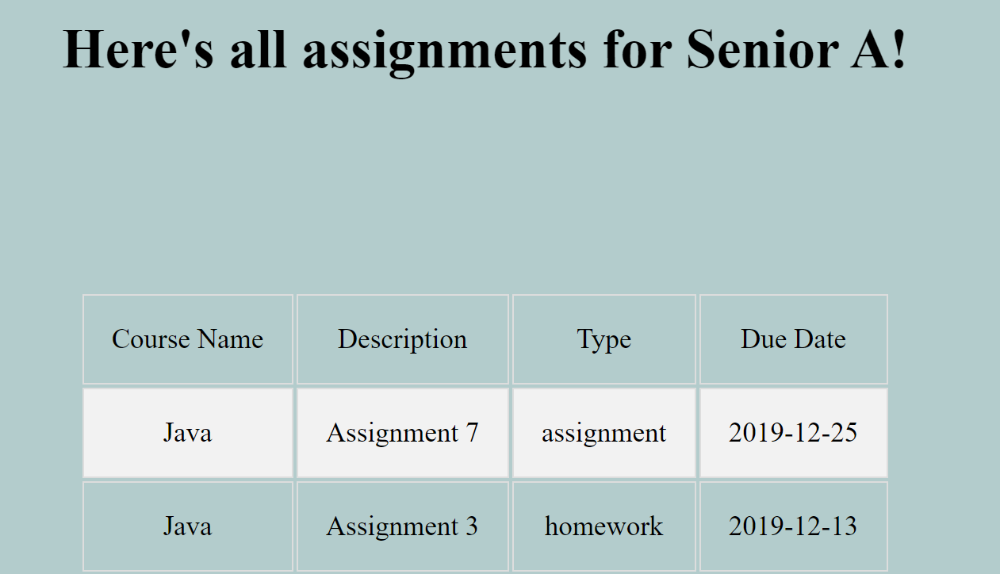 Here's all assignments for Senior A!
Course Name Description Type Due Date
Java Assignment 7 assignment 2019-12-25
Java Assignment 3 homework 2019-12-13